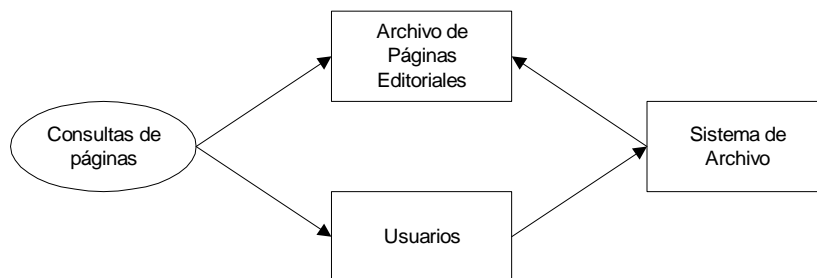 Archivo de
Páginas
Editoriales
Consultas de
páginas
Sistema de
Archivo
Usuarios